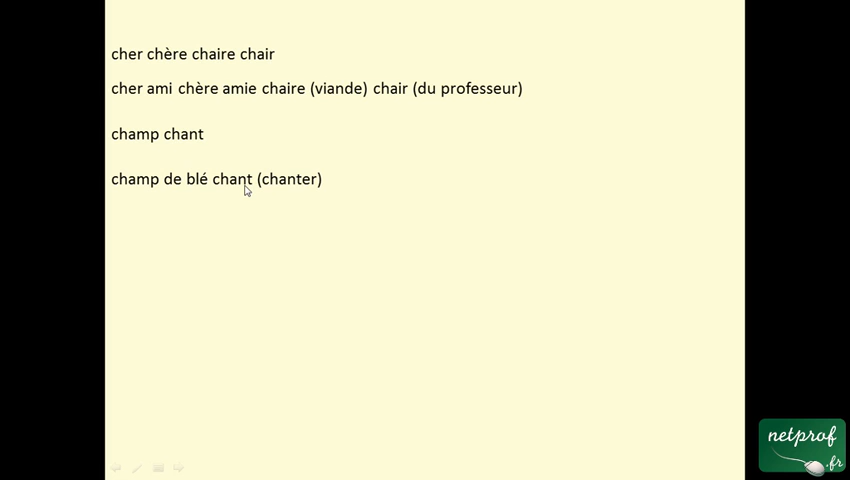 cher chère chaire chair
cher ami chère amie chaire (viande) chair (du professeur)
champ chant
champ de blé chant (chanter)
netprof
.fr